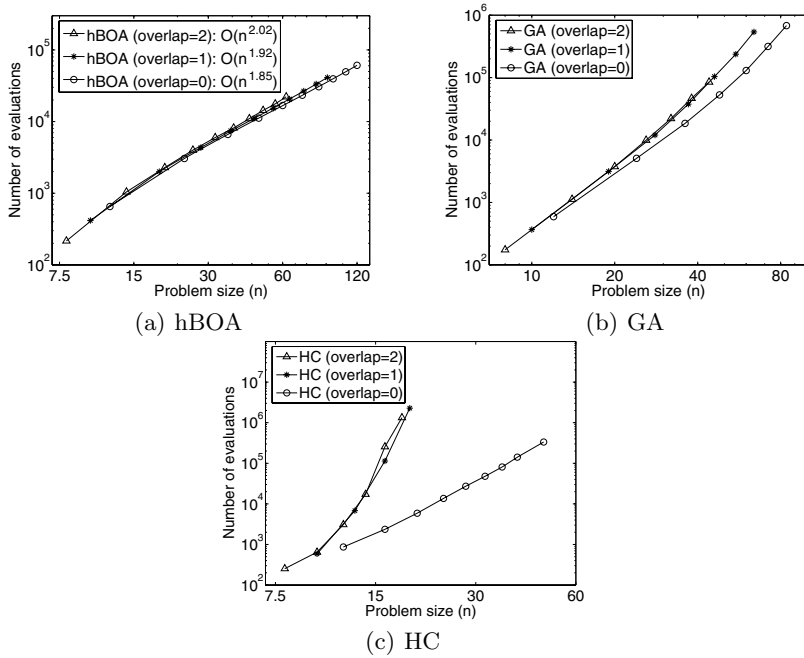 hBOA (overlap=2): O(n^2.02)
hBOA (overlap=1): O(n^1.92)
hBOA (overlap=0): O(n^1.85)
Number of evaluations
10^5
10^4
10^3
10^2
7.5 15 30 60 120
Problem size (n)
(a) hBOA
GA (overlap=2)
GA (overlap=1)
GA (overlap=0)
Number of evaluations
10^6
10^5
10^4
10^3
10^2
10 20 40 80
Problem size (n)
(b) GA
HC (overlap=2)
HC (overlap=1)
HC (overlap=0)
Number of evaluations
10^7
10^6
10^5
10^4
10^3
10^2
7.5 15 30 60
Problem size (n)
(c) HC